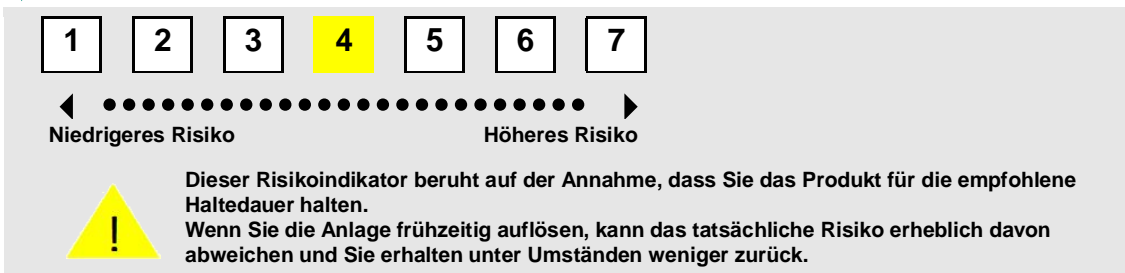 1 2 3 4 5 6 7
Niedrigeres Risiko Höheres Risiko
Dieser Risikoindikator beruht auf der Annahme, dass Sie das Produkt für die empfohlene
Haltedauer halten.
! Wenn Sie die Anlage frühzeitig auflösen, kann das tatsächliche Risiko erheblich davon
abweichen und Sie erhalten unter Umständen weniger zurück.